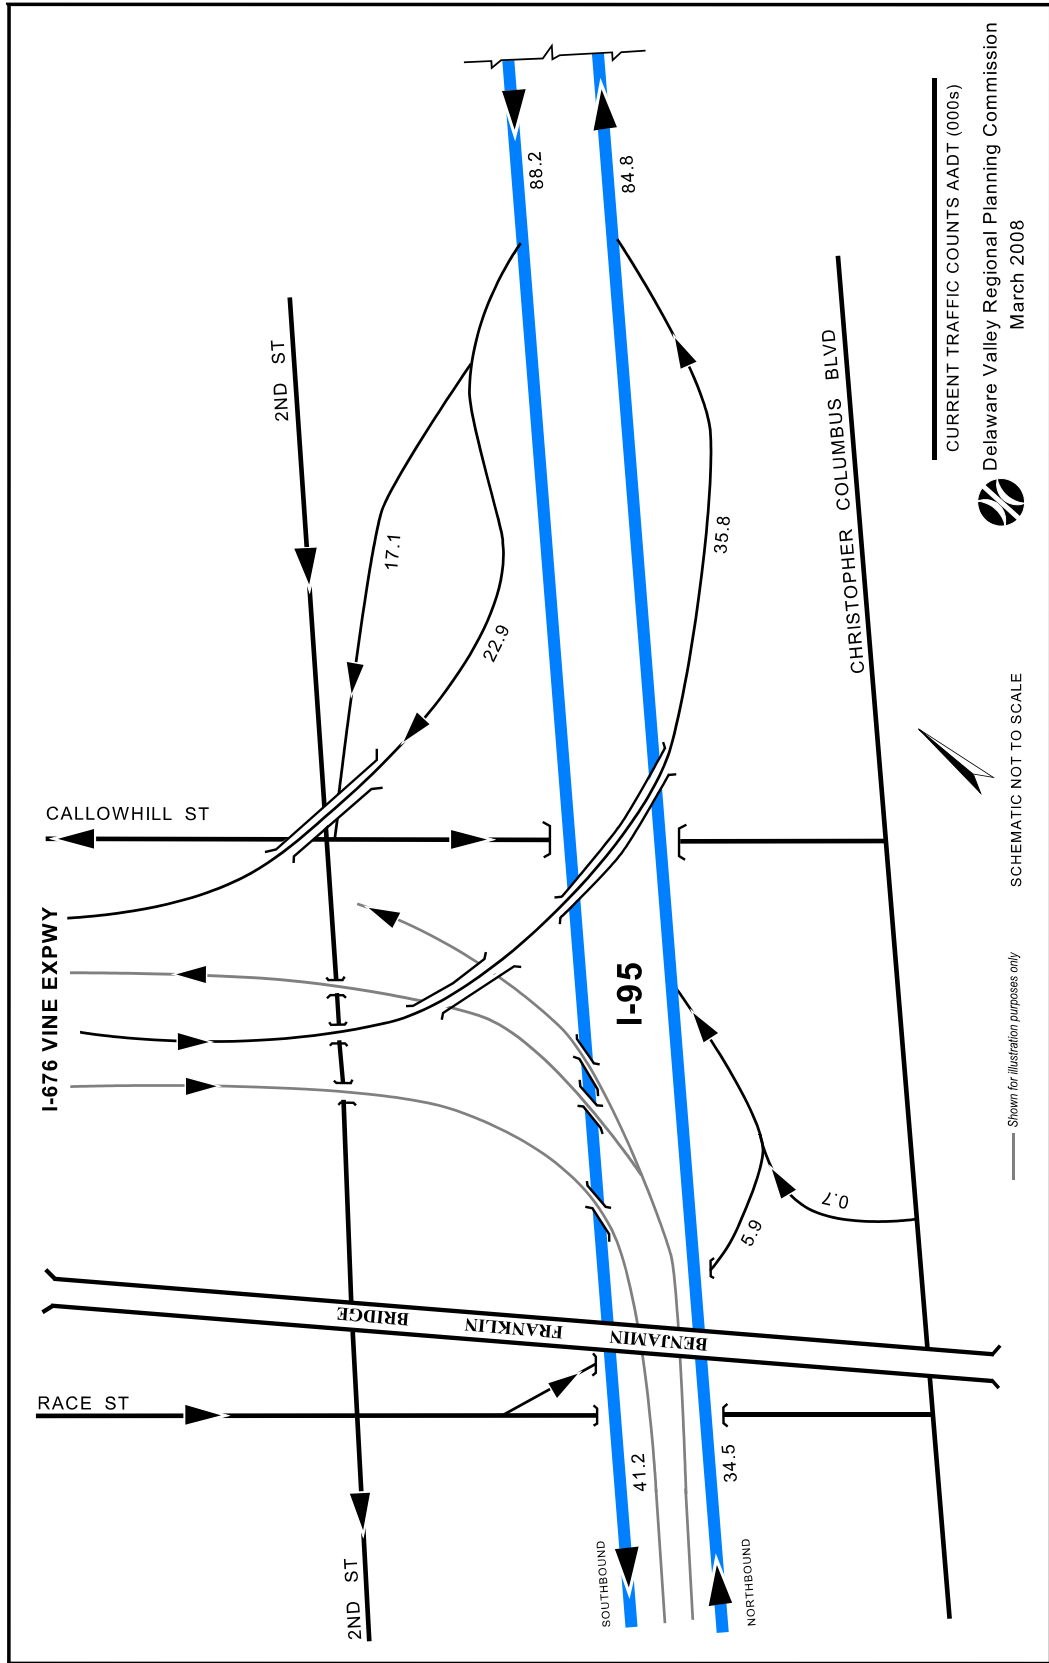 88.2
84.8
2ND ST
17.1
22.9
35.8
CHRISTOPHER COLUMBUS BLVD
CURRENT TRAFFIC COUNTS AADT (000s)
Delaware Valley Regional Planning Commission
March 2008
CALLOWHILL ST
SCHEMATIC NOT TO SCALE
I-676 VINE EXPWY
I-95
Shown for illustration purposes only
0.7
5.9
BENJAMIN FRANKLIN BRIDGE
RACE ST
41.2
34.5
2ND ST
SOUTHBOUND
NORTHBOUND